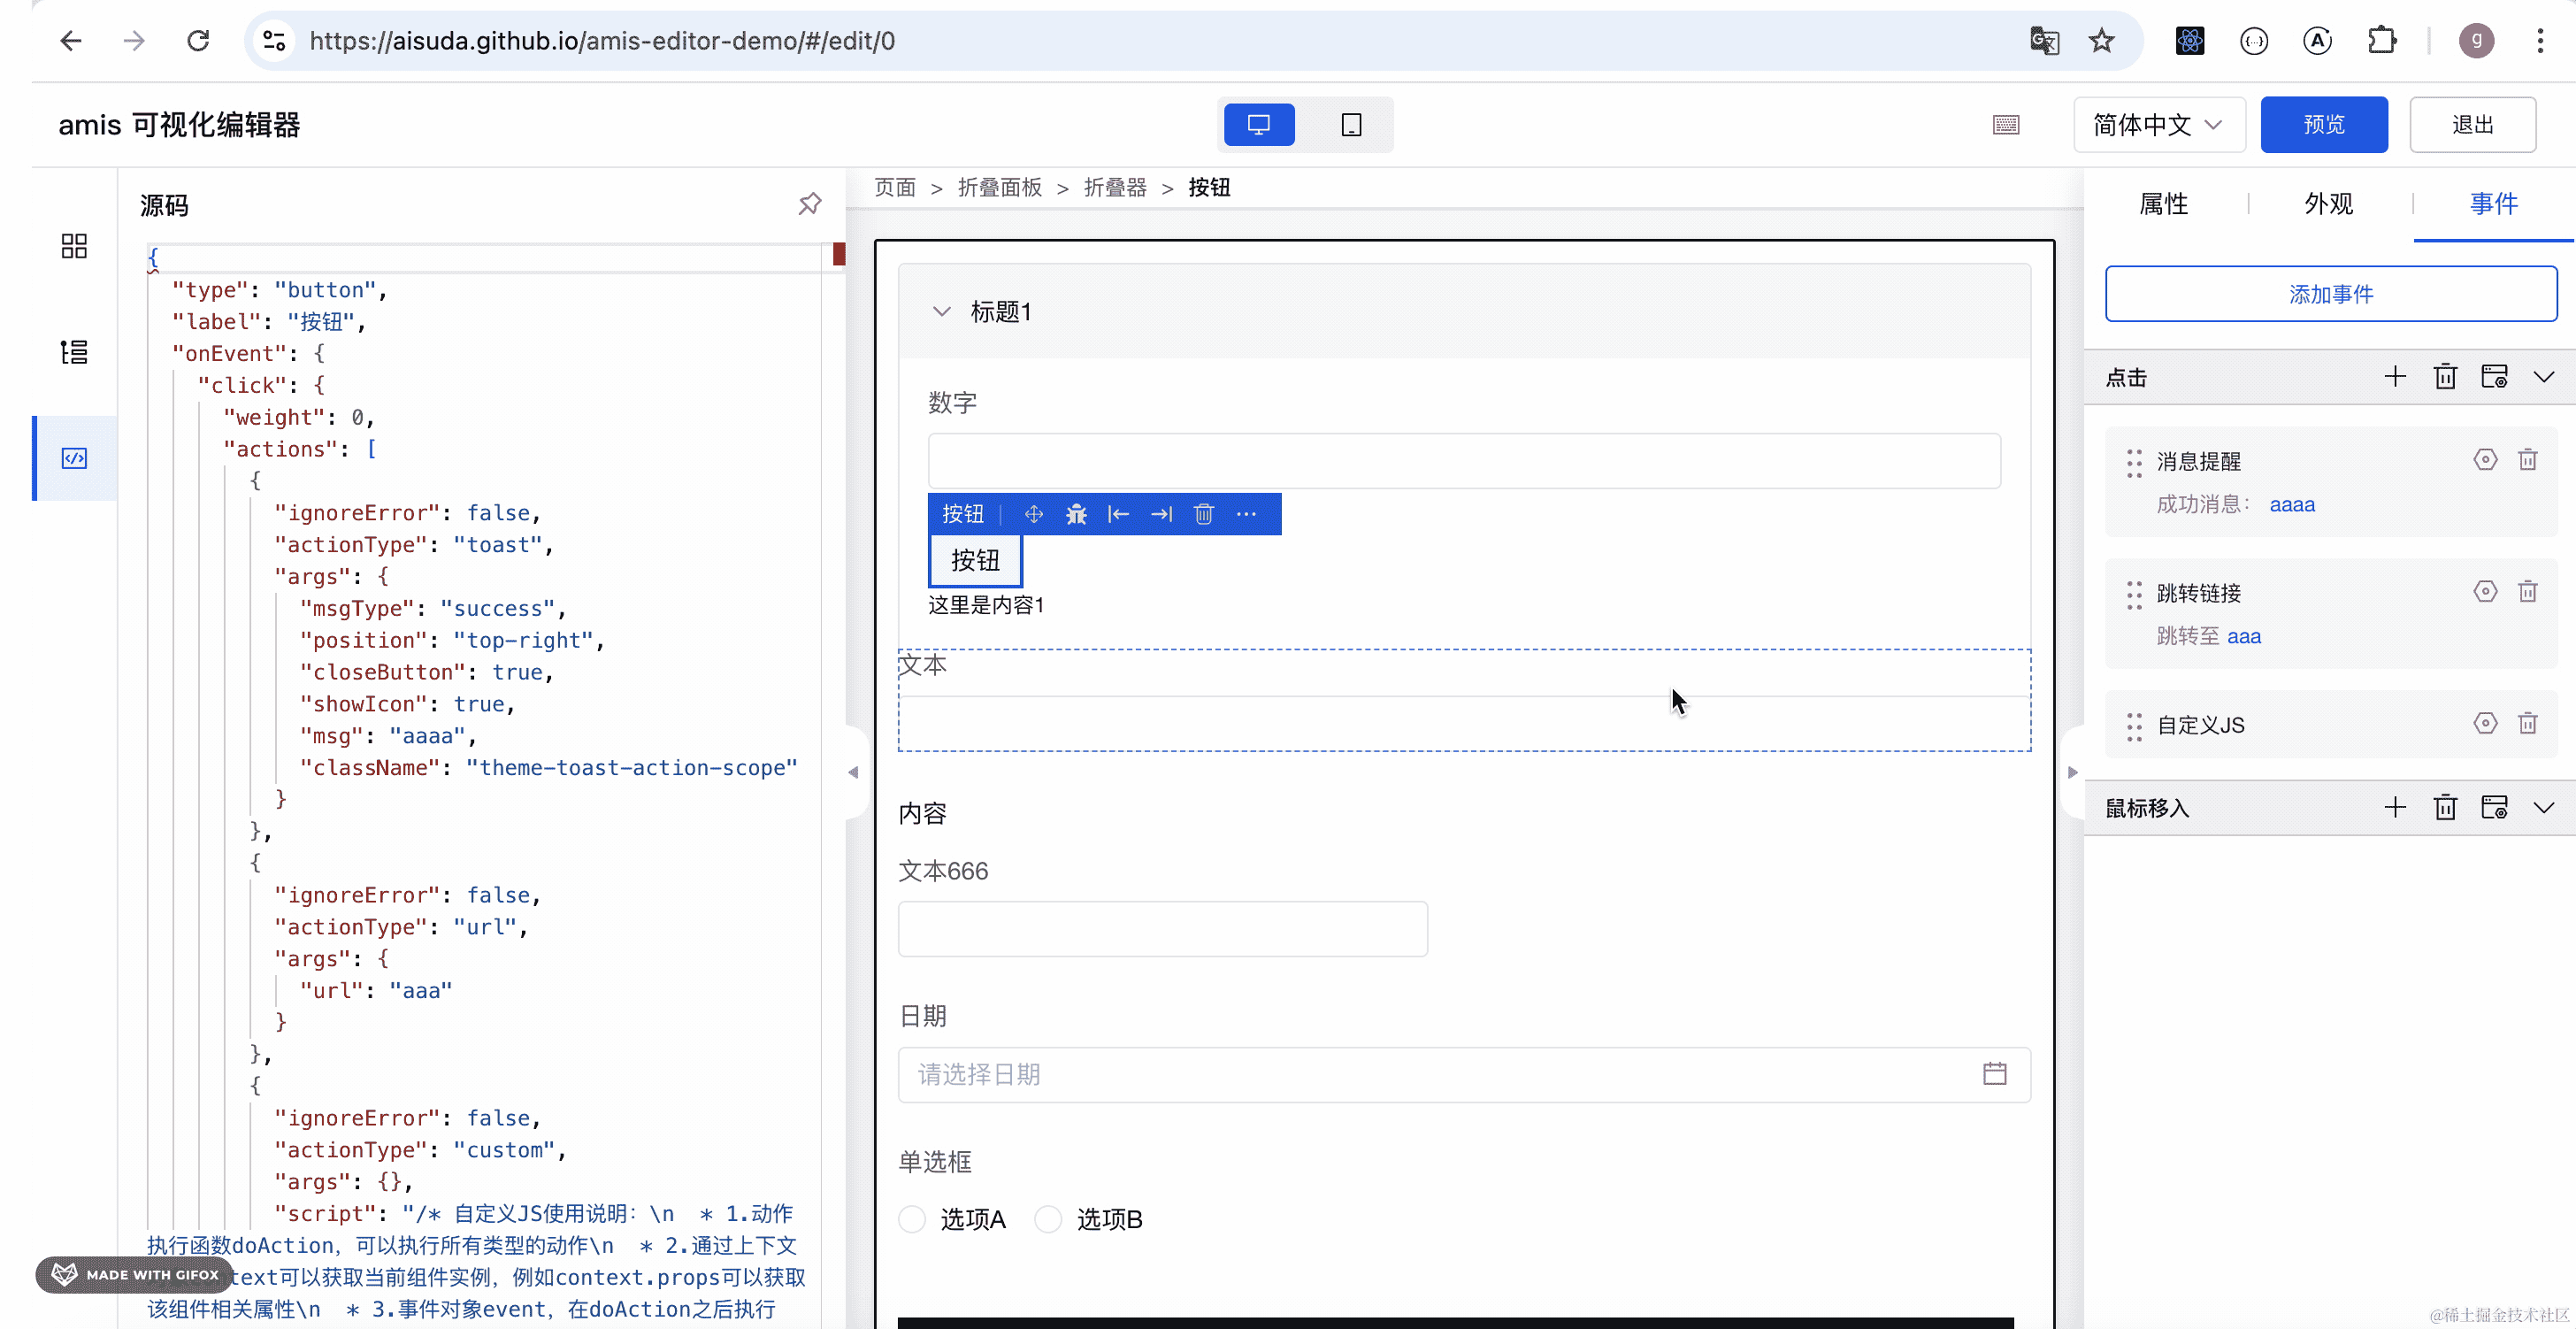 https://aisuda.github.io/amis-editor-demo/#/edit/0
g
amis 可视化编辑器
简体中文
预览
退出
源码
{
"type": "button",
"label": "按钮",
"onEvent": {
"click": {
"weight": 0,
"actions": [
{
"ignoreError": false,
"actionType": "toast",
"args": {
"msgType": "success",
"position": "top-right",
"closeButton": true,
"showIcon": true,
"msg": "aaaa",
"className": "theme-toast-action-scope"
}
},
{
"ignoreError": false,
"actionType": "url",
"args": {
"url": "aaa"
}
},
{
"ignoreError": false,
"actionType": "custom",
"args": {},
"script": "/* 自定义JS使用说明：\n  * 1.动作
执行函数doAction，可以执行所有类型的动作\n  * 2.通过上下文
text可以获取当前组件实例，例如context.props可以获取
该组件相关属性\n  * 3.事件对象event，在doAction之后执行
MADE WITH GIFOX
页面 > 折叠面板 > 折叠器 > 按钮
标题1
数字
按钮
按钮
这里是内容1
文本
内容
文本666
日期
请选择日期
单选框
选项A 选项B
属性 外观 事件
添加事件
点击
消息提醒
成功消息： aaaa
跳转链接
跳转至 aaa
自定义JS
鼠标移入
@稀土掘金技术社区